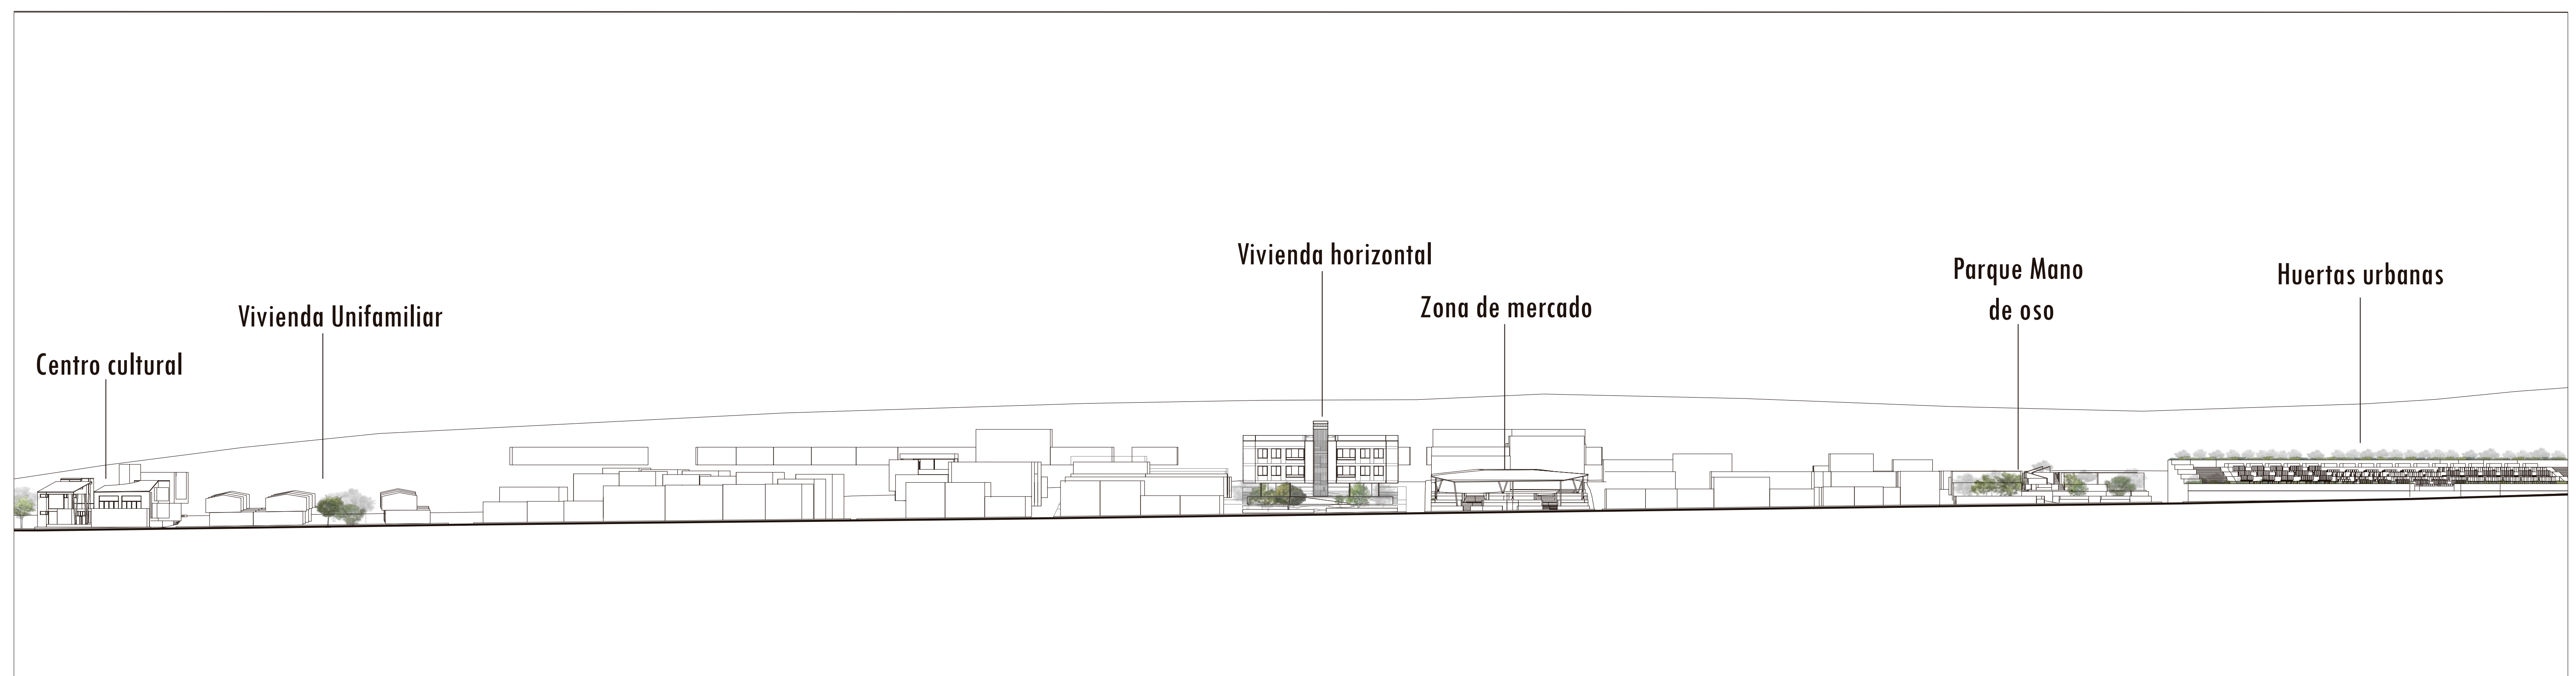 Centro cultural
Vivienda Unifamiliar
Vivienda horizontal
Zona de mercado
Parque Mano
de oso
Huertas urbanas